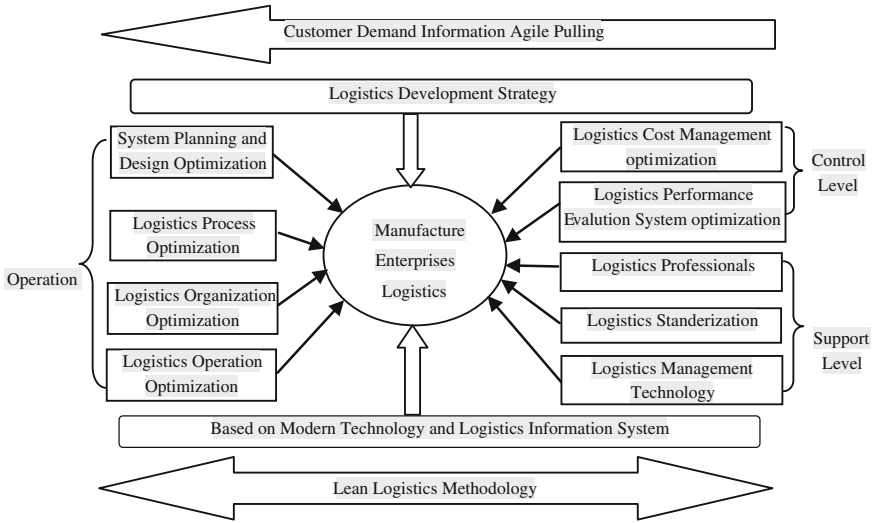 Customer Demand Information Agile Pulling
Logistics Development Strategy
System Planning and
Design Optimization
Logistics Process
Optimization
Logistics Organization
Optimization
Logistics Operation
Optimization
Operation
Manufacture
Enterprises
Logistics
Logistics Cost Management
optimization
Logistics Performance
Evalution System optimization
Control
Level
Logistics Professionals
Logistics Standerization
Logistics Management
Technology
Support
Level
Based on Modern Technology and Logistics Information System
Lean Logistics Methodology